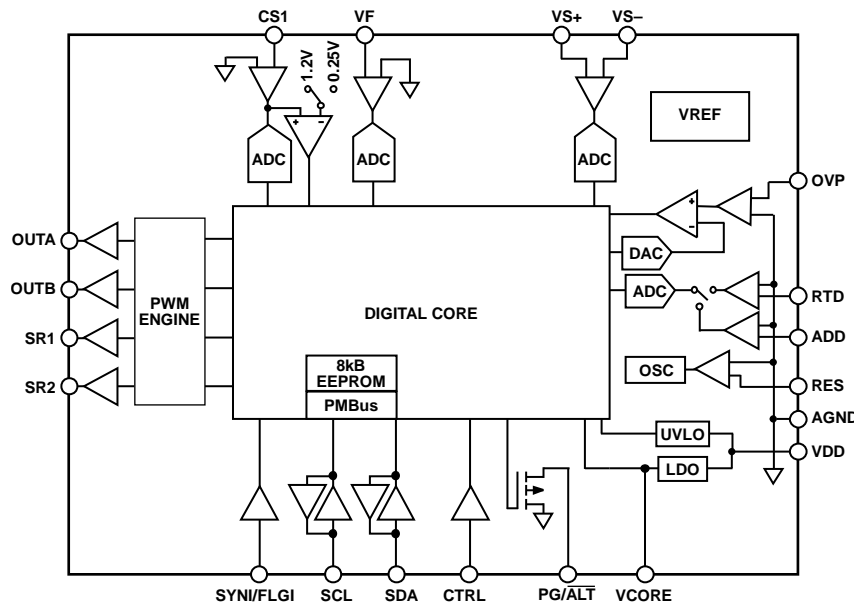 CS1
VF
VS+
VS–
1.2V
0.25V
+
–
VREF
ADC
ADC
ADC
OVP
+
–
OUTA
DAC
OUTB
PWM
ENGINE
DIGITAL CORE
ADC
RTD
SR1
ADD
SR2
8kB
EEPROM
OSC
RES
PMBus
AGND
UVLO
VDD
LDO
SYNI/FLGI
SCL
SDA
CTRL
PG/A̅L̅T̅
VCORE